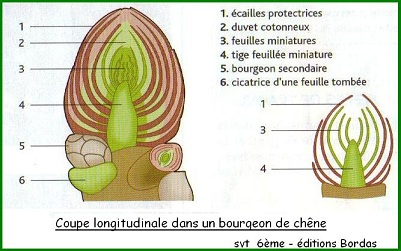 1. écailles protectrices
2. duvet cotonneux
3. feuilles miniatures
4. tige feuillée miniature
5. bourgeon secondaire
6. cicatrice d'une feuille tombée
1
2
3
4
5
6
1
3
4
Coupe longitudinale dans un bourgeon de chêne
svt 6ème - éditions Bordas